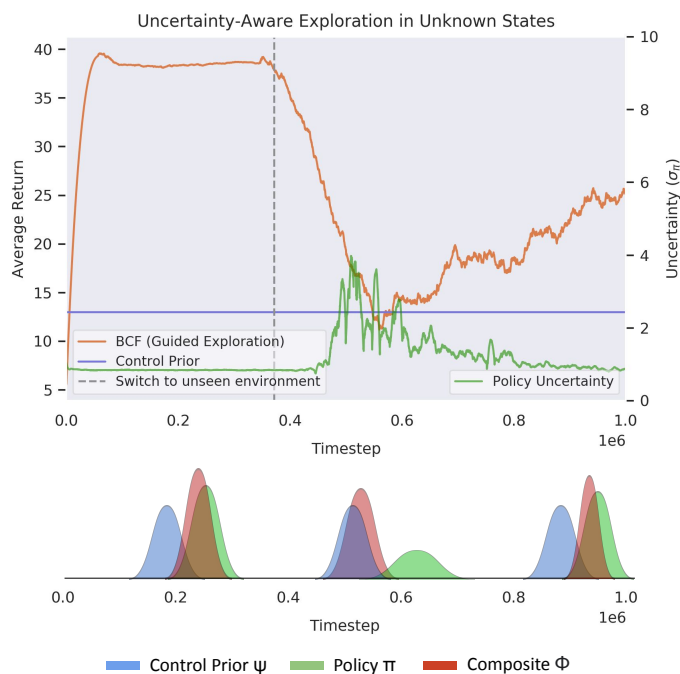 Uncertainty-Aware Exploration in Unknown States
40
35
30
25
20
15
10
5
Average Return
10
8
6
4
2
0
Uncertainty (σπ)
BCF (Guided Exploration)
Control Prior
Switch to unseen environment
Policy Uncertainty
0.0 0.2 0.4 0.6 0.8 1.0
1e6
Timestep
0.0 0.2 0.4 0.6 0.8 1.0
1e6
Timestep
Control Prior ψ Policy π Composite Φ